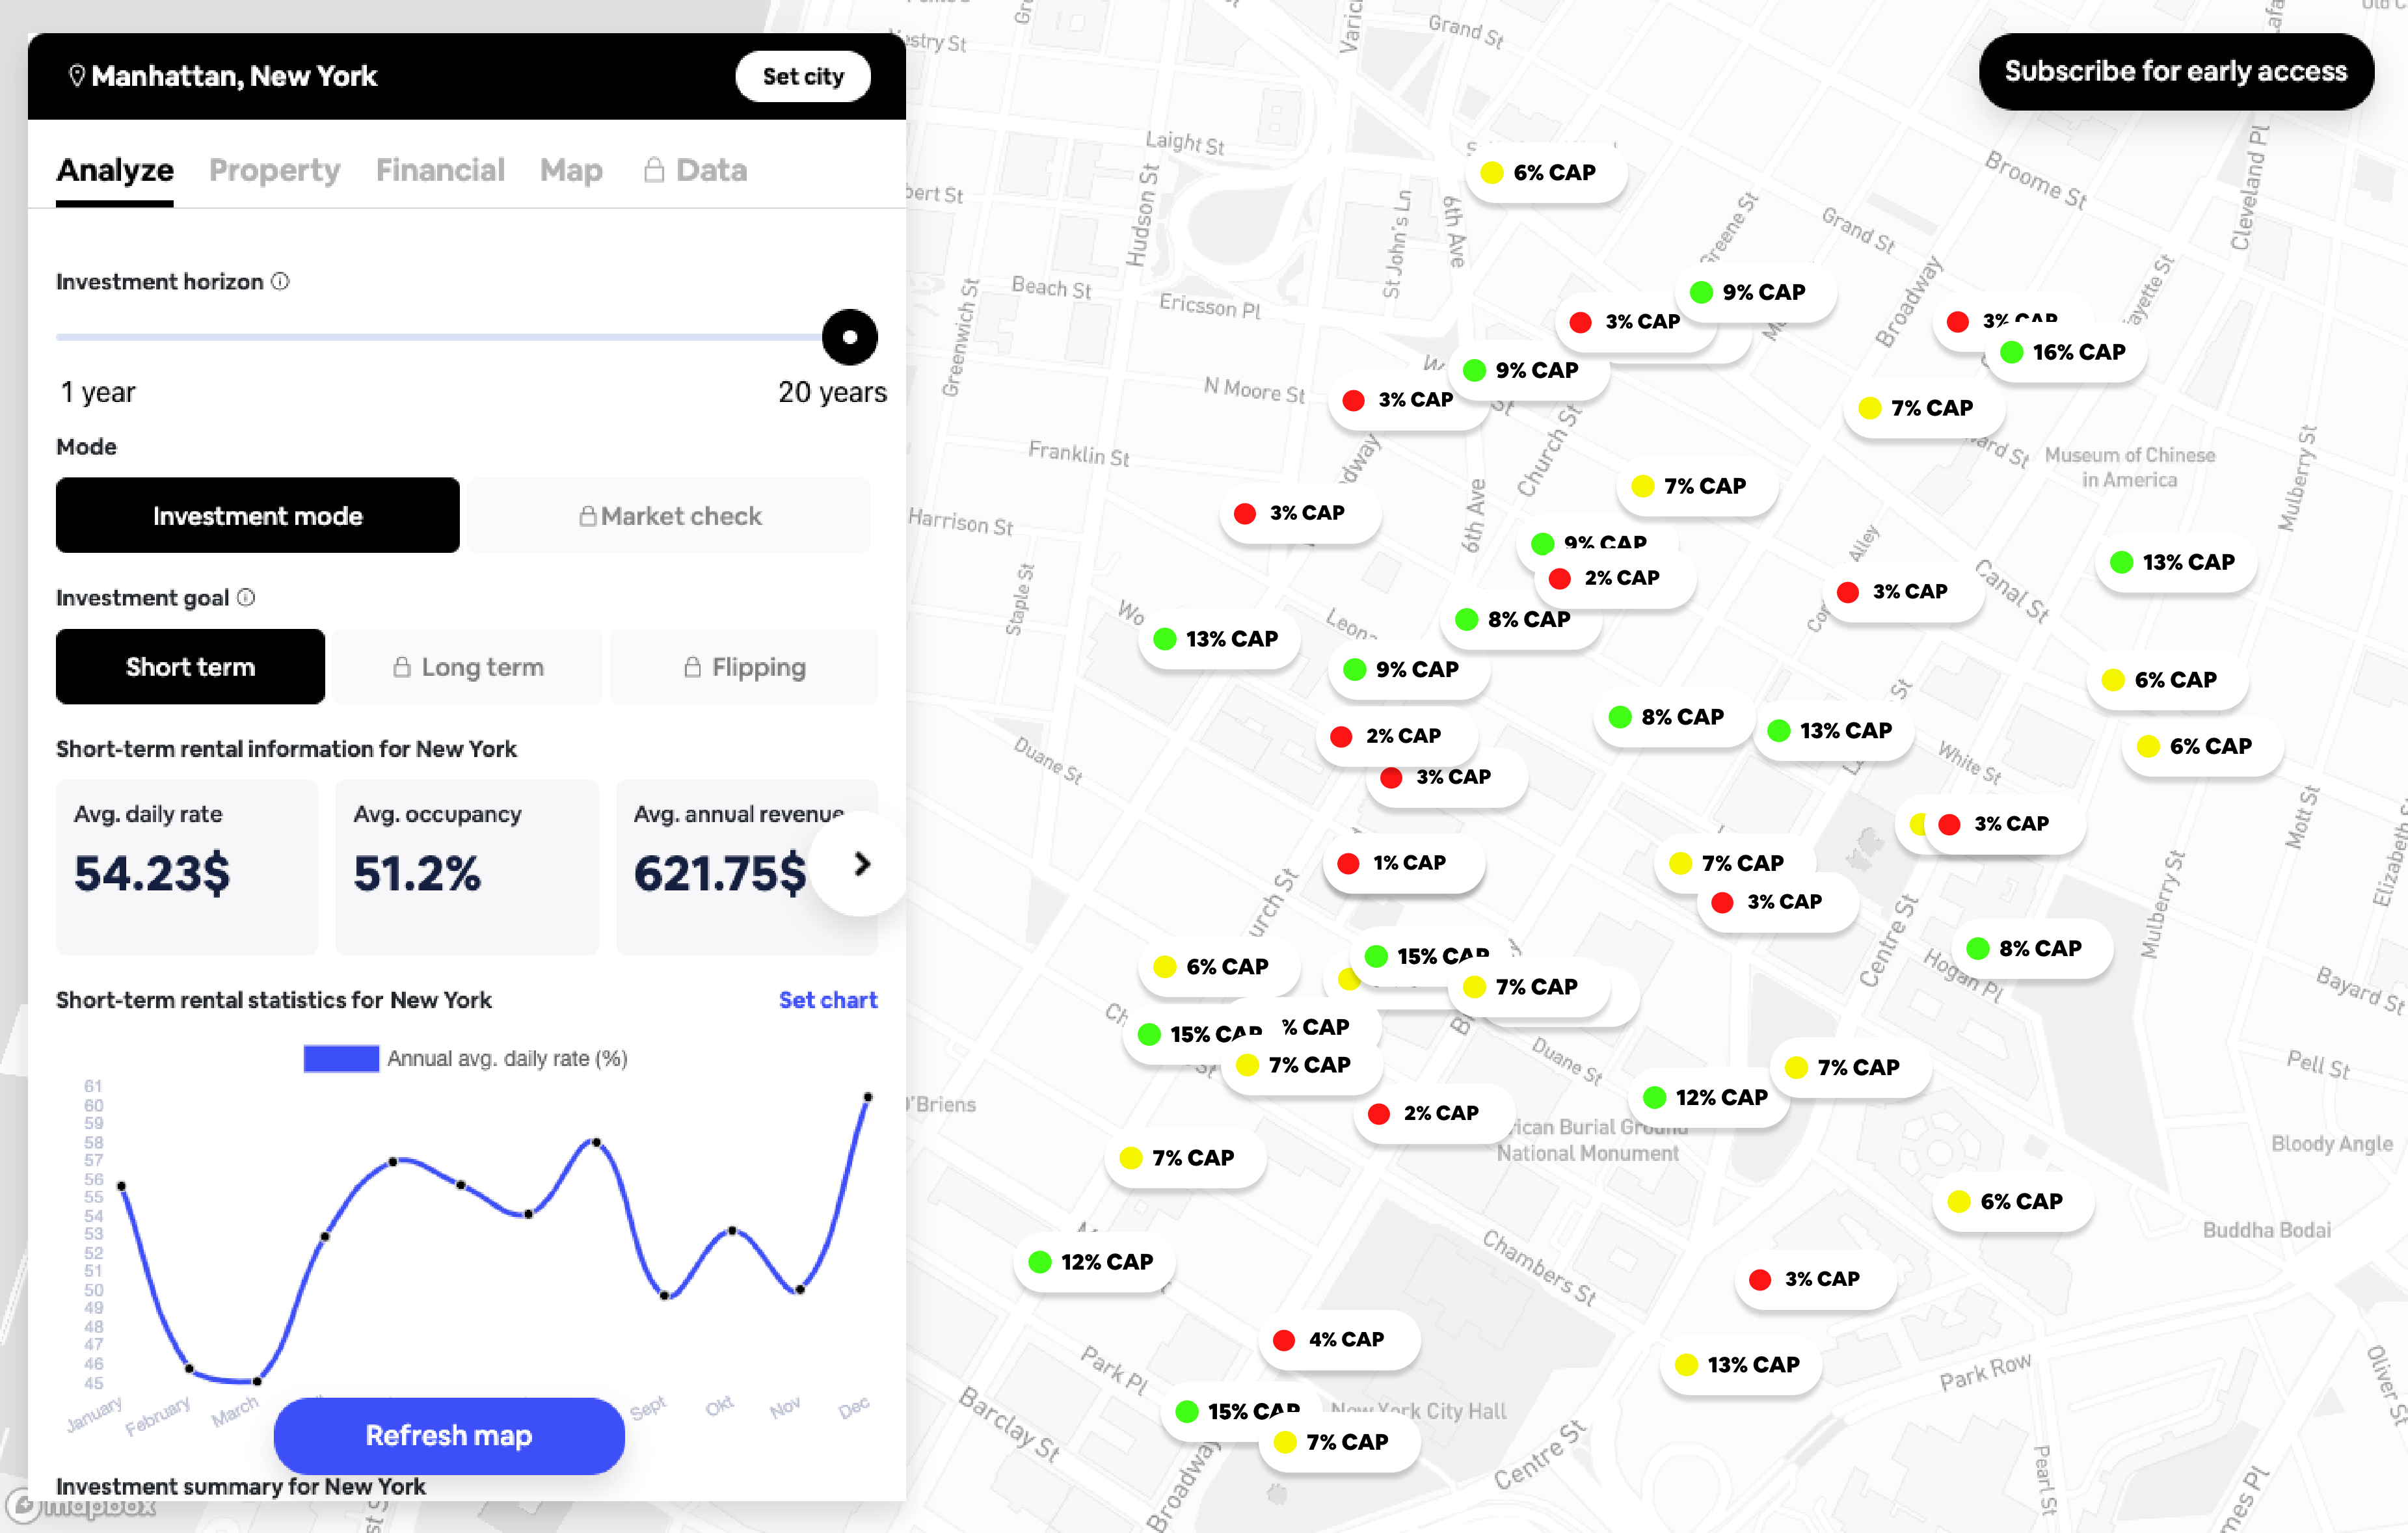 Manhattan, New York
Set city
Analyze
Property
Financial
Map
Data
Investment horizon
1 year
20 years
Mode
Investment mode
Market check
Investment goal
Short term
Long term
Flipping
Short-term rental information for New York
Avg. daily rate
54.23$
Avg. occupancy
51.2%
Avg. annual revenue
621.75$
Short-term rental statistics for New York
Set chart
Annual avg. daily rate (%)
61
60
59
58
57
56
55
54
53
52
51
50
49
48
47
46
45
January
February
March
Sept
Okt
Nov
Dec
Refresh map
Investment summary for New York
mapbox
Subscribe for early access
Grand St
Laight St
Hudson St
St John's Ln
6th Ave
6% CAP
Greene St
Grand St
Broome St
Cleveland Pl
Broadway
Beach St
Ericsson Pl
Greenwich St
9% CAP
3% CAP
3% CAP
16% CAP
9% CAP
3% CAP
N Moore St
7% CAP
Church St
Franklin St
Museum of Chinese
in America
Mulberry St
7% CAP
3% CAP
6th Ave
Harrison St
9% CAP
2% CAP
Alley
13% CAP
3% CAP
Canal St
Staple St
8% CAP
13% CAP
9% CAP
6% CAP
8% CAP
13% CAP
2% CAP
6% CAP
White St
Duane St
3% CAP
Mott St
3% CAP
1% CAP
7% CAP
3% CAP
Centre St
Mulberry St
8% CAP
Hogan Pl
15% CAP
6% CAP
7% CAP
Bayard St
15% CAP
% CAP
7% CAP
Duane St
7% CAP
Pell St
12% CAP
O'Briens
2% CAP
National Monument
Bloody Angle
7% CAP
6% CAP
Buddha Bodai
12% CAP
Chambers St
3% CAP
4% CAP
13% CAP
Park Pl
Park Row
Barclay St
15% CAP
New York City Hall
7% CAP
Centre St
Broadway
Pearl St
Oliver St